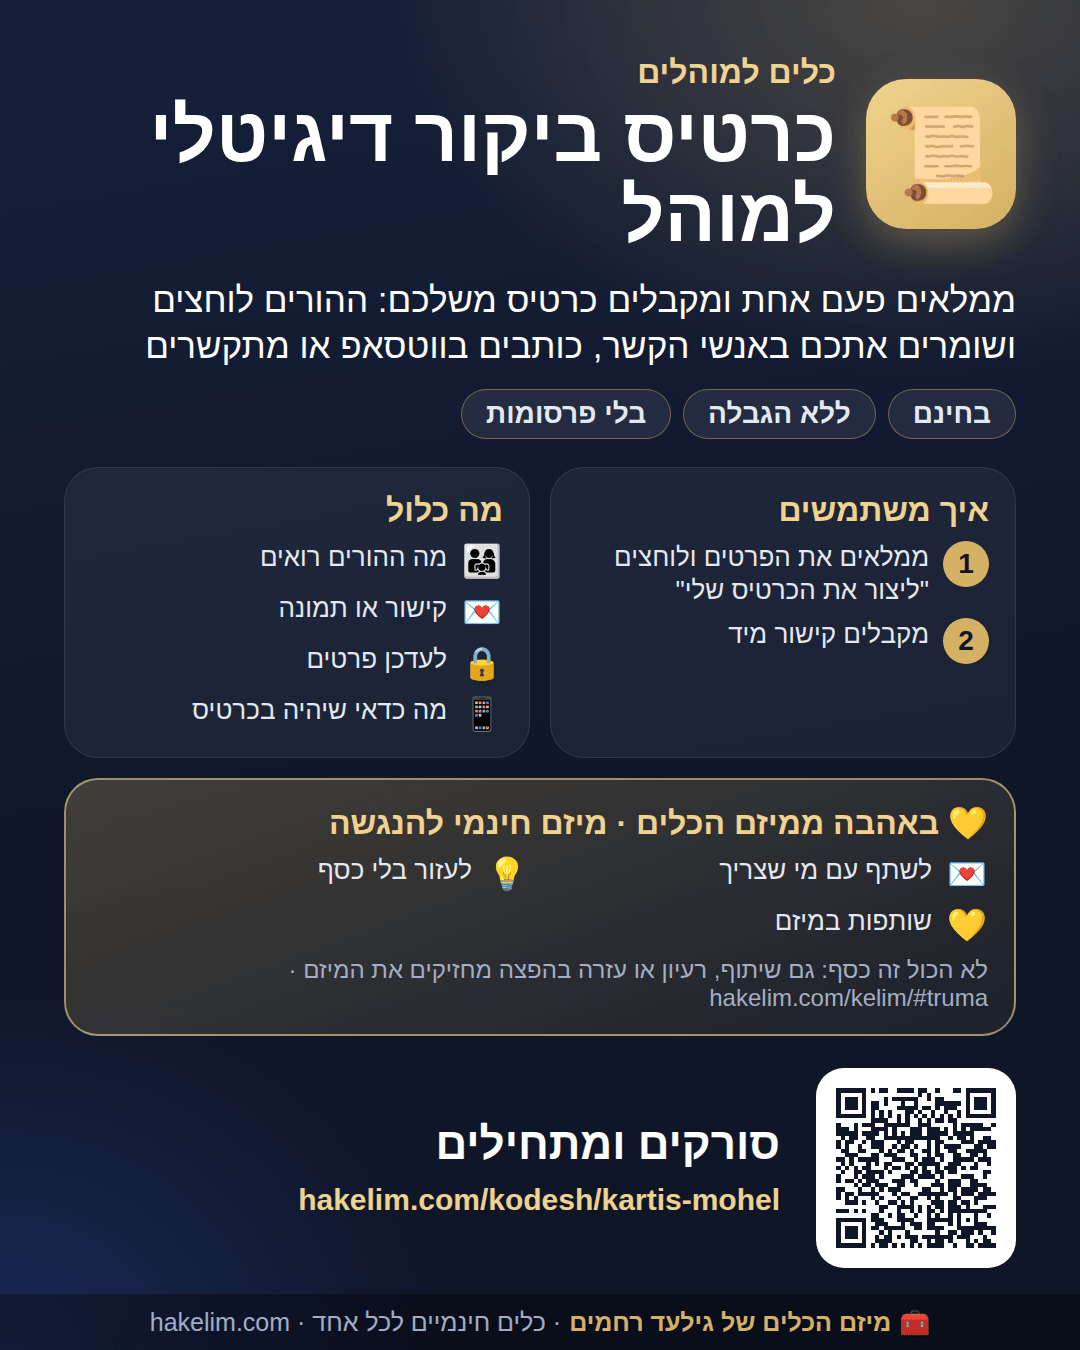 כלים למוהלים
כרטיס ביקור דיגיטלי
למוהל
ממלאים פעם אחת ומקבלים כרטיס משלכם: ההורים לוחצים
ושומרים אתכם באנשי הקשר, כותבים בווטסאפ או מתקשרים
בחינם
ללא הגבלה
בלי פרסומות
איך משתמשים
1 ממלאים את הפרטים ולוחצים
"ליצור את הכרטיס שלי"
2 מקבלים קישור מיד
מה כלול
מה ההורים רואים
קישור או תמונה
לעדכן פרטים
מה כדאי שיהיה בכרטיס
באהבה ממיזם הכלים · מיזם חינמי להנגשה
לשתף עם מי שצריך
לעזור בלי כסף
שותפות במיזם
לא הכול זה כסף: גם שיתוף, רעיון או עזרה בהפצה מחזיקים את המיזם ·
hakelim.com/kelim/#truma
סורקים ומתחילים
hakelim.com/kodesh/kartis-mohel
מיזם הכלים של גילעד רחמים · כלים חינמיים לכל אחד · hakelim.com